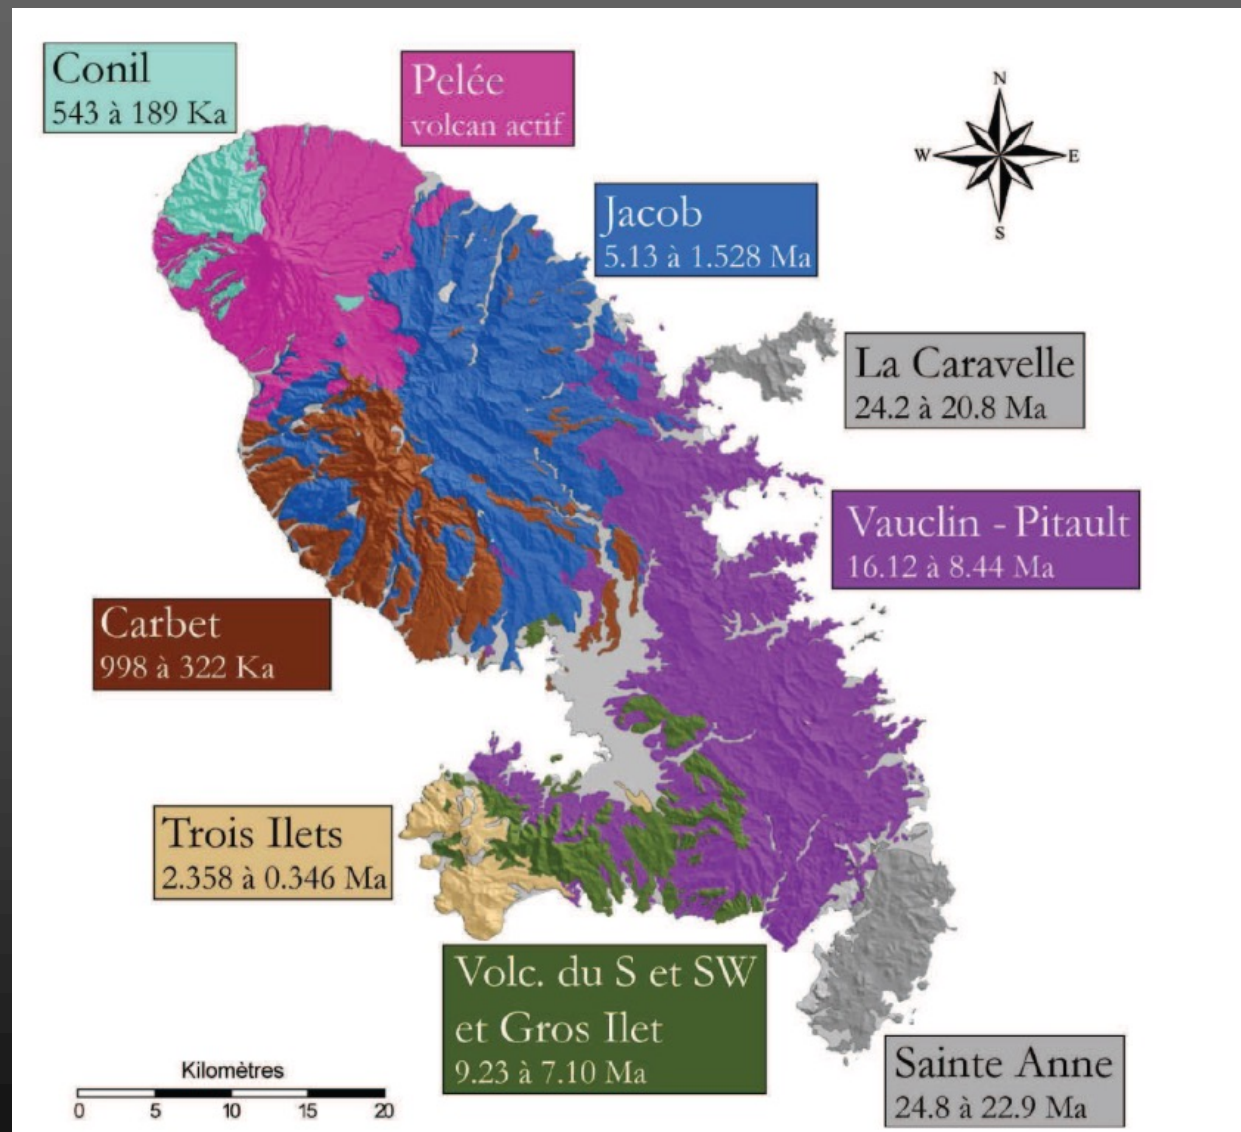 Conil
543 à 189 Ka
Pelée
volcan actif
N
W
E
S
Jacob
5.13 à 1.528 Ma
La Caravelle
24.2 à 20.8 Ma
Vauclin - Pitault
16.12 à 8.44 Ma
Carbet
998 à 322 Ka
Trois Ilets
2.358 à 0.346 Ma
Volc. du S et SW
et Gros Ilet
9.23 à 7.10 Ma
Sainte Anne
24.8 à 22.9 Ma
Kilomètres
0 5 10 15 20